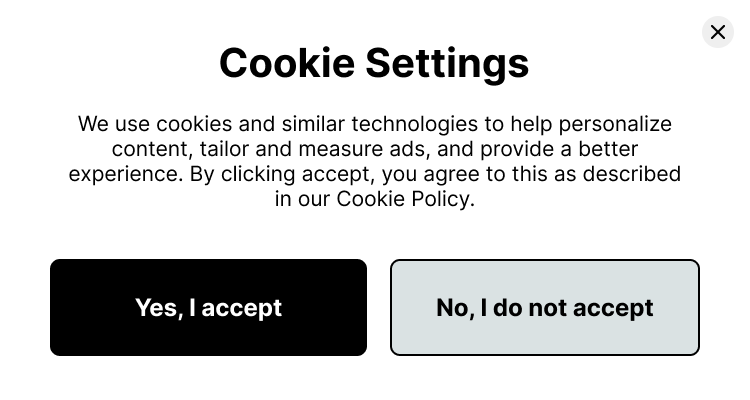 Cookie Settings
We use cookies and similar technologies to help personalize
content, tailor and measure ads, and provide a better
experience. By clicking accept, you agree to this as described
in our Cookie Policy.
Yes, I accept
No, I do not accept